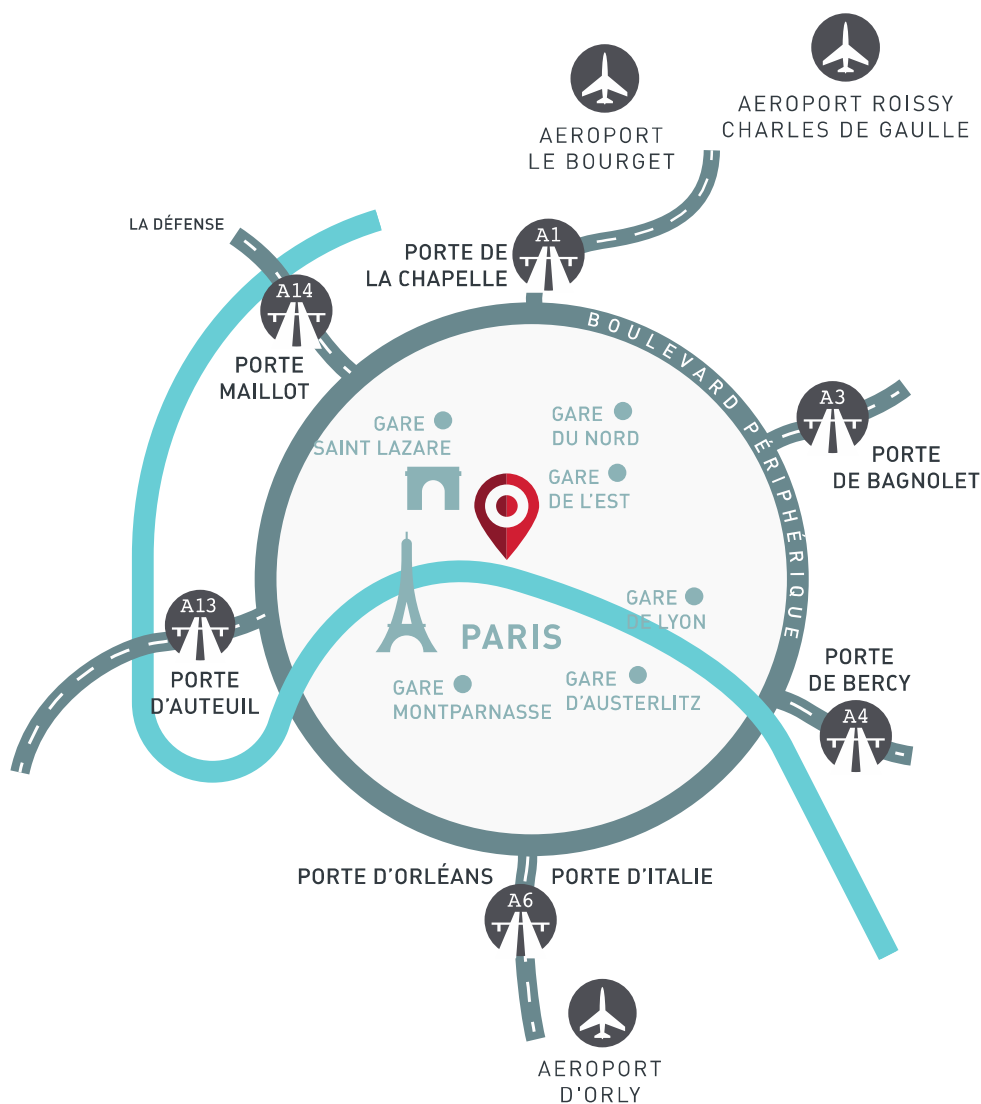 AEROPORT
LE BOURGET
AEROPORT ROISSY
CHARLES DE GAULLE
LA DÉFENSE
A1
PORTE DE
LA CHAPELLE
A14
PORTE
MAILLOT
BOULEVARD PÉRIPHÉRIQUE
A3
PORTE
DE BAGNOLET
GARE
SAINT LAZARE
GARE
DU NORD
GARE
DE L'EST
A13
PORTE
D'AUTEUIL
PARIS
GARE
DE LYON
GARE
MONTPARNASSE
GARE
D'AUSTERLITZ
PORTE
DE BERCY
A4
PORTE D'ORLÉANS
PORTE D'ITALIE
A6
AEROPORT
D'ORLY